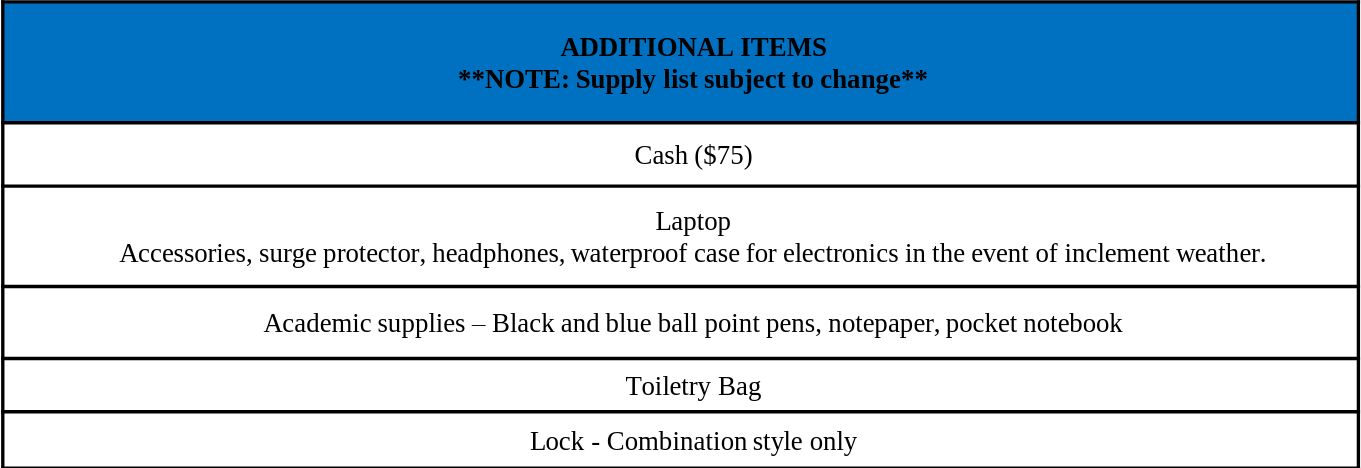 ADDITIONAL ITEMS
**NOTE: Supply list subject to change**
Cash ($75)
Laptop
Accessories, surge protector, headphones, waterproof case for electronics in the event of inclement weather.
Academic supplies – Black and blue ball point pens, notepaper, pocket notebook
Toiletry Bag
Lock - Combination style only